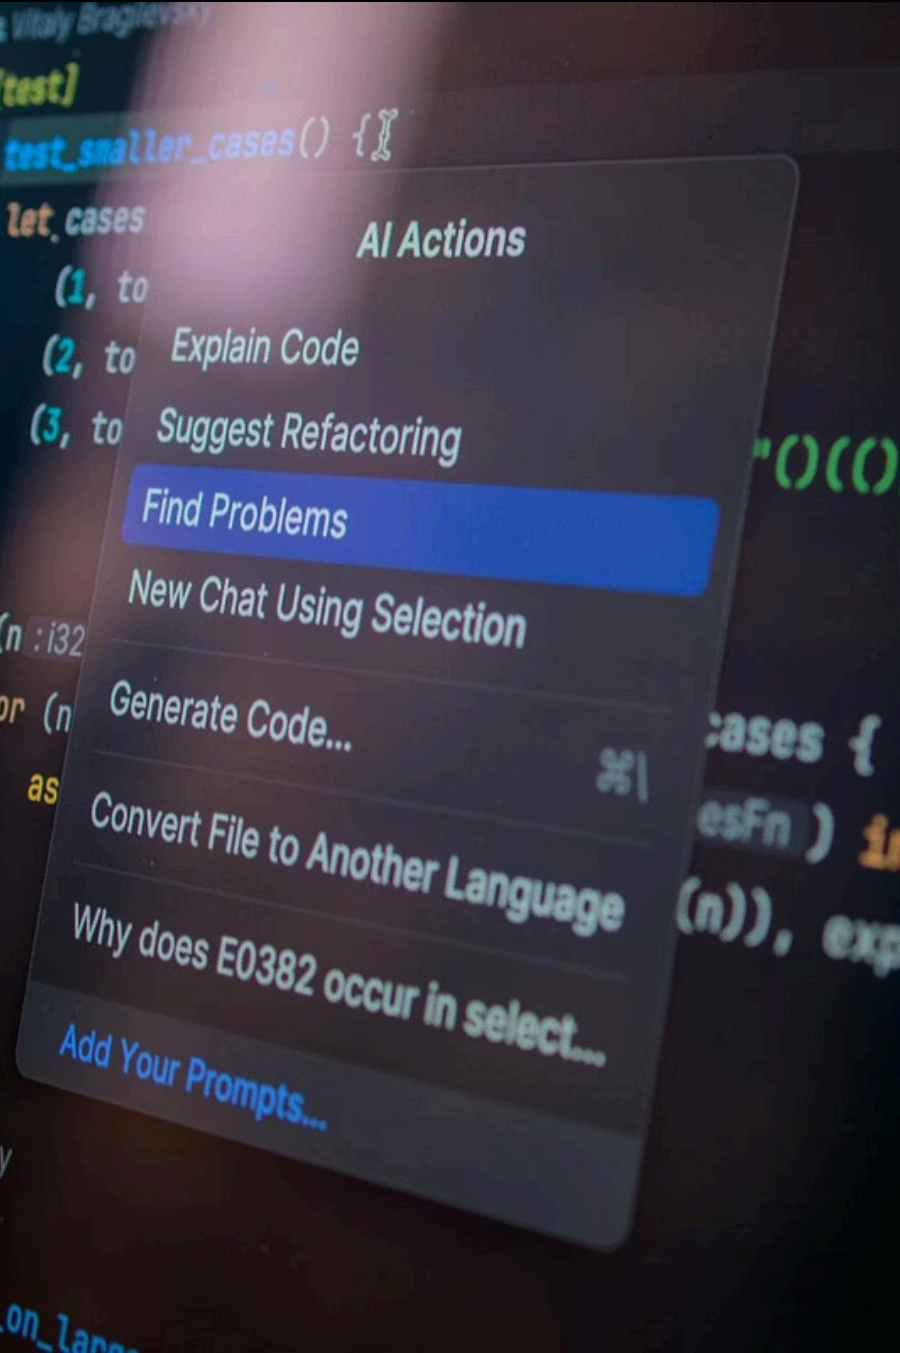 Vitaly Bragilevsky
[test]
test_smaller_cases() {
let cases
(1, to
(2, to
(3, to
"()(()
AI Actions
Explain Code
Suggest Refactoring
Find Problems
New Chat Using Selection
Generate Code... ⌘\
Convert File to Another Language
Why does E0382 occur in select...
Add Your Prompts...
(n :i32
cases {
or (n
esFn ) in
as
(n)), exp
y
_on_large